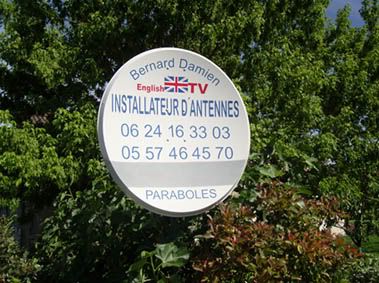 Bernard Damien
English TV
INSTALLATEUR D'ANTENNES
06 24 16 33 03
05 57 46 45 70
PARABOLES